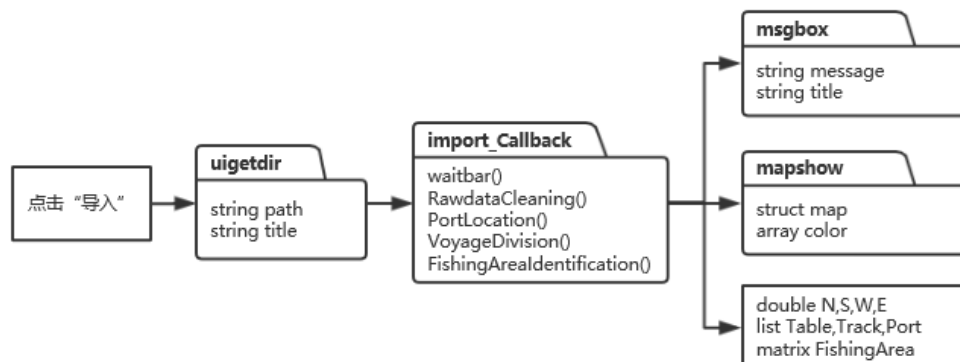 点击“导入”
uigetdir
string path
string title
import_Callback
waitbar()
RawdataCleaning()
PortLocation()
VoyageDivision()
FishingAreaIdentification()
msgbox
string message
string title
mapshow
struct map
array color
double N,S,W,E
list Table,Track,Port
matrix FishingArea